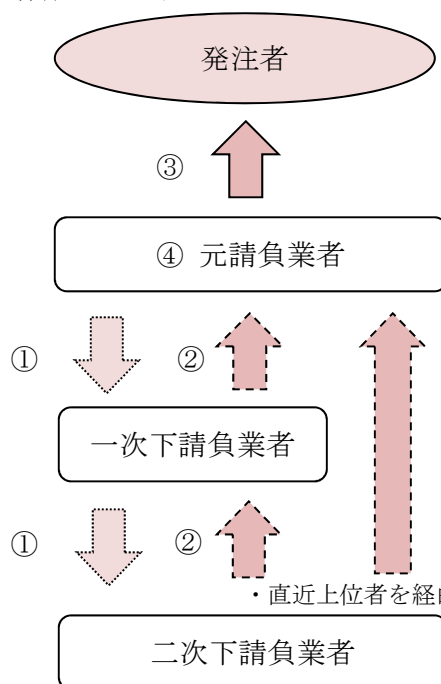 発注者
③
④ 元請負業者
① ②
一次下請負業者
① ②
・直近上位者を経由
二次下請負業者